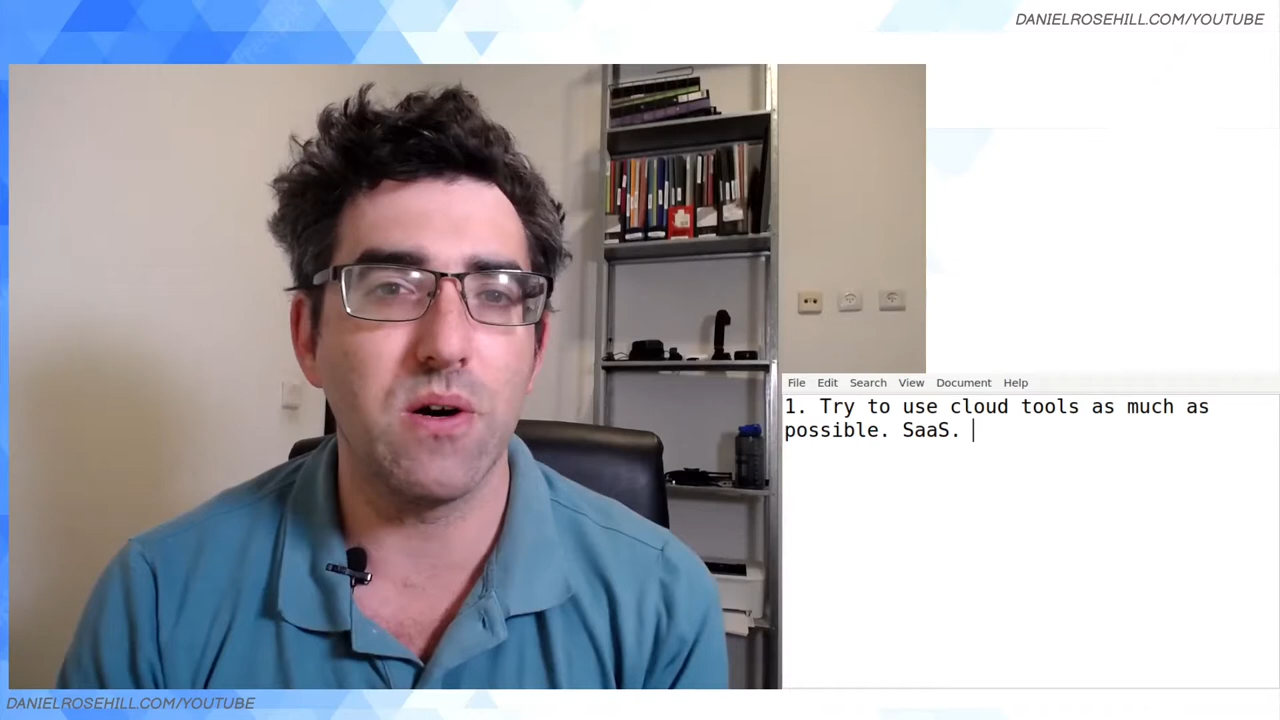 DANIELROSEHILL.COM/YOUTUBE
File Edit Search View Document Help
1. Try to use cloud tools as much as
possible. SaaS.
DANIELROSEHILL.COM/YOUTUBE